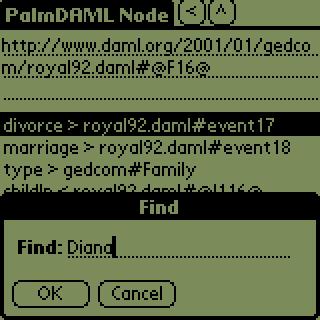 PalmDAML Node < ^
http://www.daml.org/2001/01/gedco
m/royal92.daml#@F16@
divorce > royal92.daml#event17
marriage > royal92.daml#event18
type > gedcom#Family
childIn < royal92.daml#@I116@
Find
Find: Diana
OK Cancel